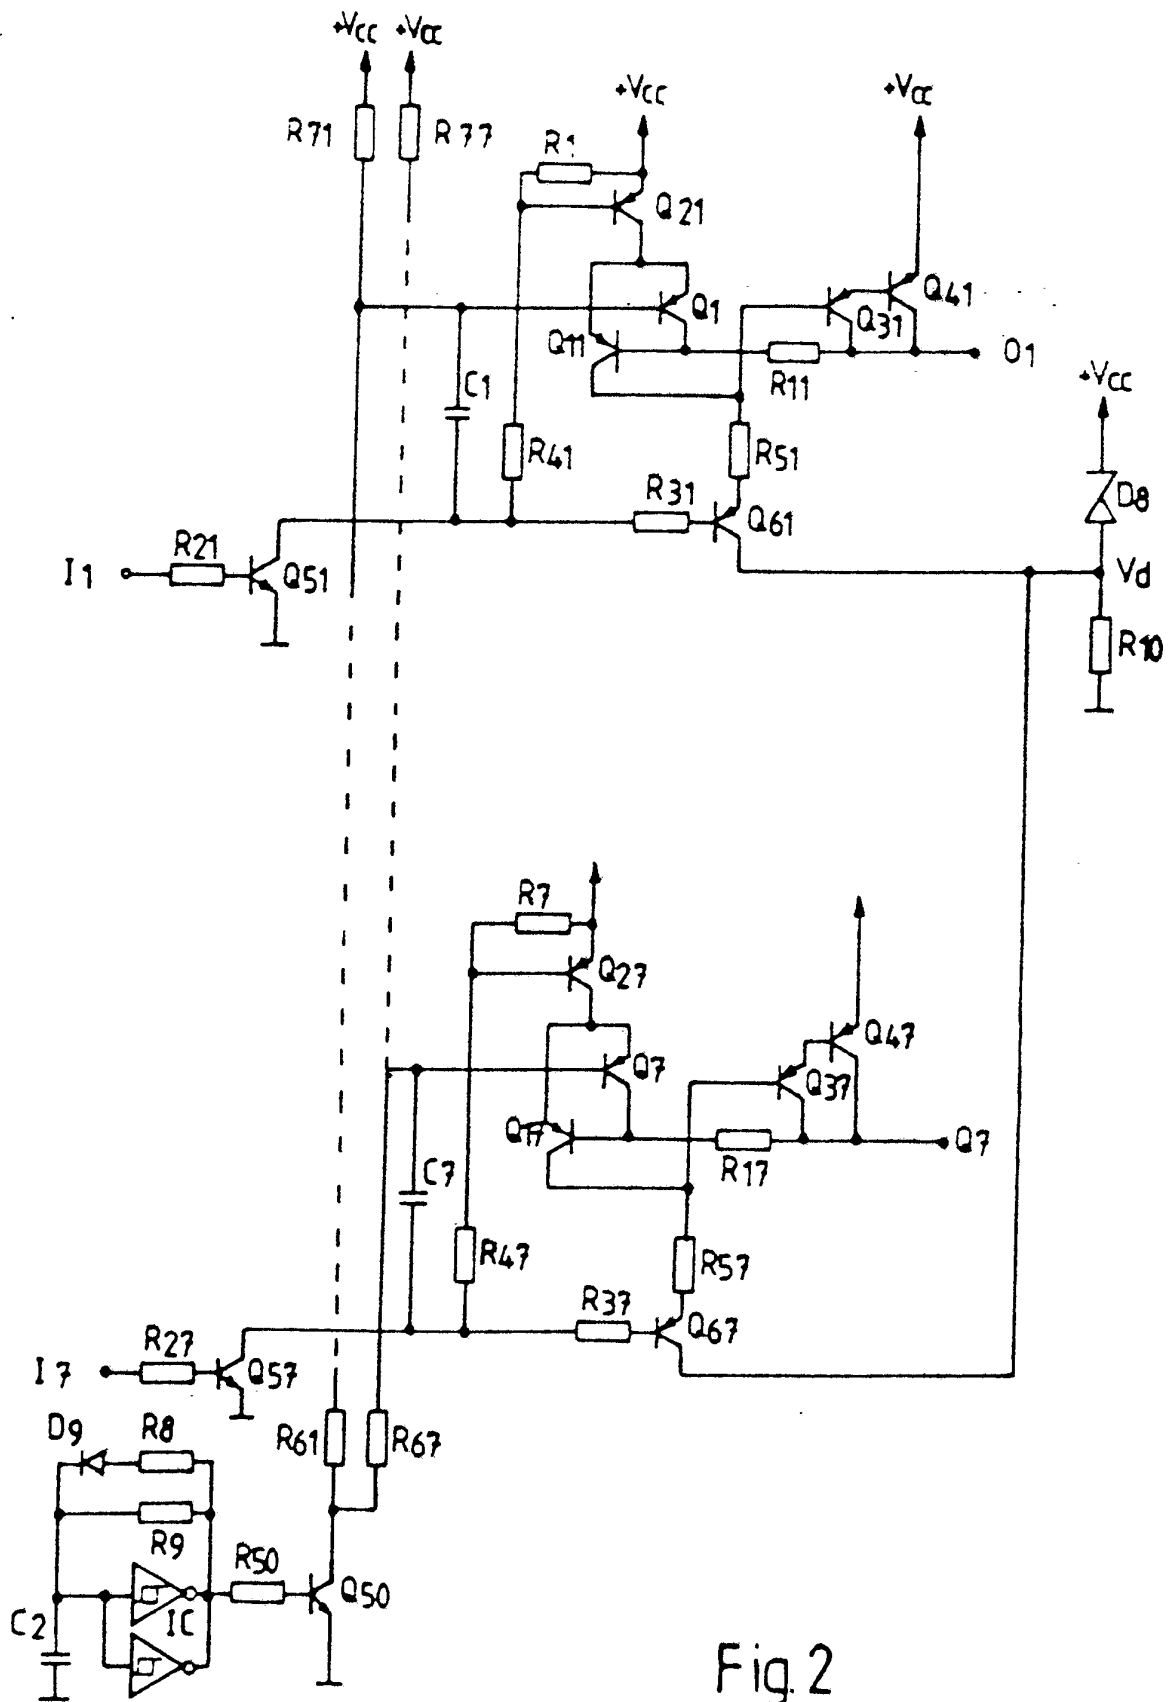 +Vcc +Vcc
+Vcc
+Vcc
R71
R77
R1
Q21
Q41
Q1
Q31
Q11
O1
R11
+Vcc
C1
R41
R51
R31
D8
Q61
R21
I1
Q51
Vd
R10
R7
Q27
Q47
Q7
Q37
Q17
Q7
R17
C7
R47
R57
R37
Q67
R27
I7
Q57
D9
R8
R61
R67
R9
R50
Q50
C2
IC
Fig. 2